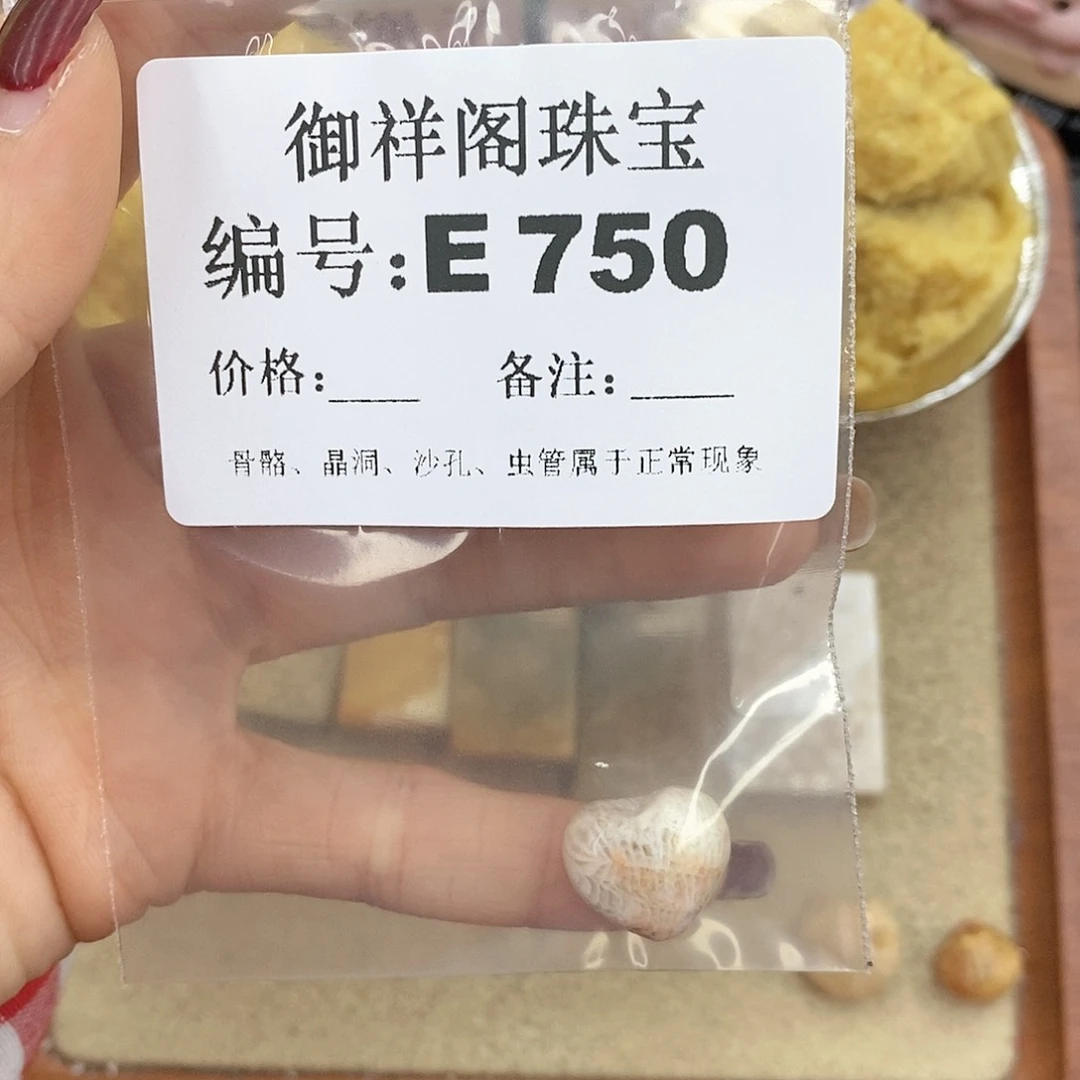 御祥阁珠宝
编号:E 750
价格:____ 备注:_____
骨骼、晶洞、沙孔、虫管属于正常现象